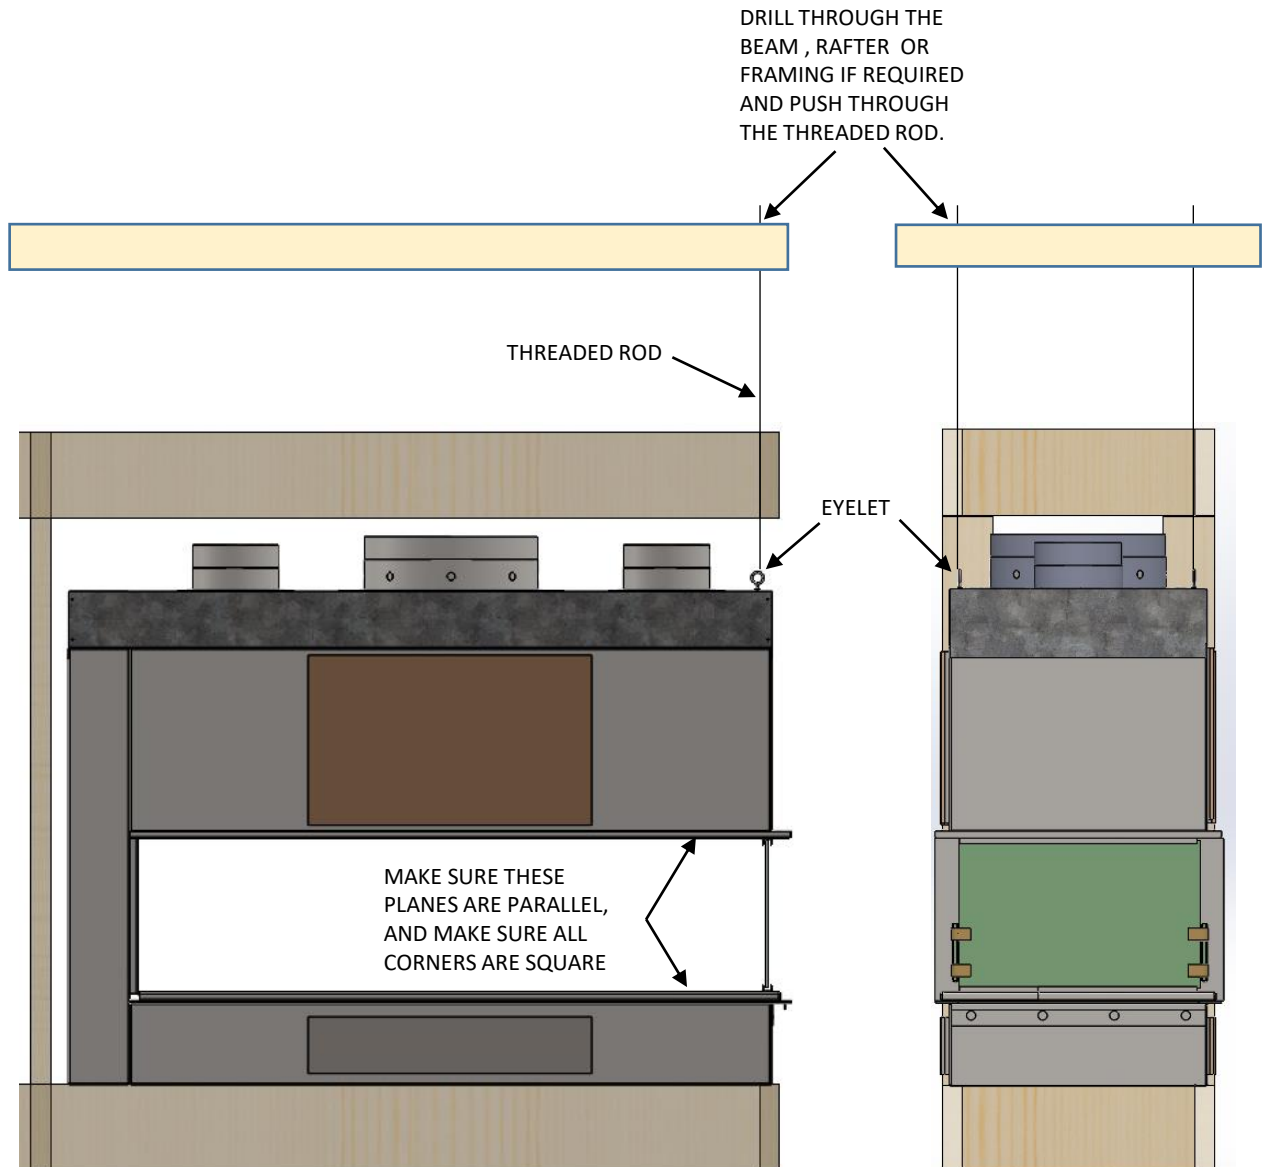 DRILL THROUGH THE
BEAM , RAFTER OR
FRAMING IF REQUIRED
AND PUSH THROUGH
THE THREADED ROD.
THREADED ROD
EYELET
MAKE SURE THESE
PLANES ARE PARALLEL,
AND MAKE SURE ALL
CORNERS ARE SQUARE